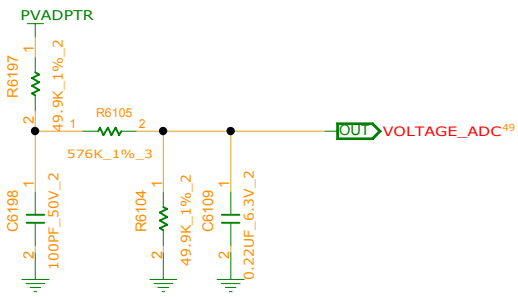 PVADPTR
1
R6197
49.9K_1%_2
2
R6105
1
2
576K_1%_3
OUT
VOLTAGE_ADC
49
1
C6198
100PF_50V_2
2
1
R6104
49.9K_1%_2
2
1
C6109
0.22UF_6.3V_2
2